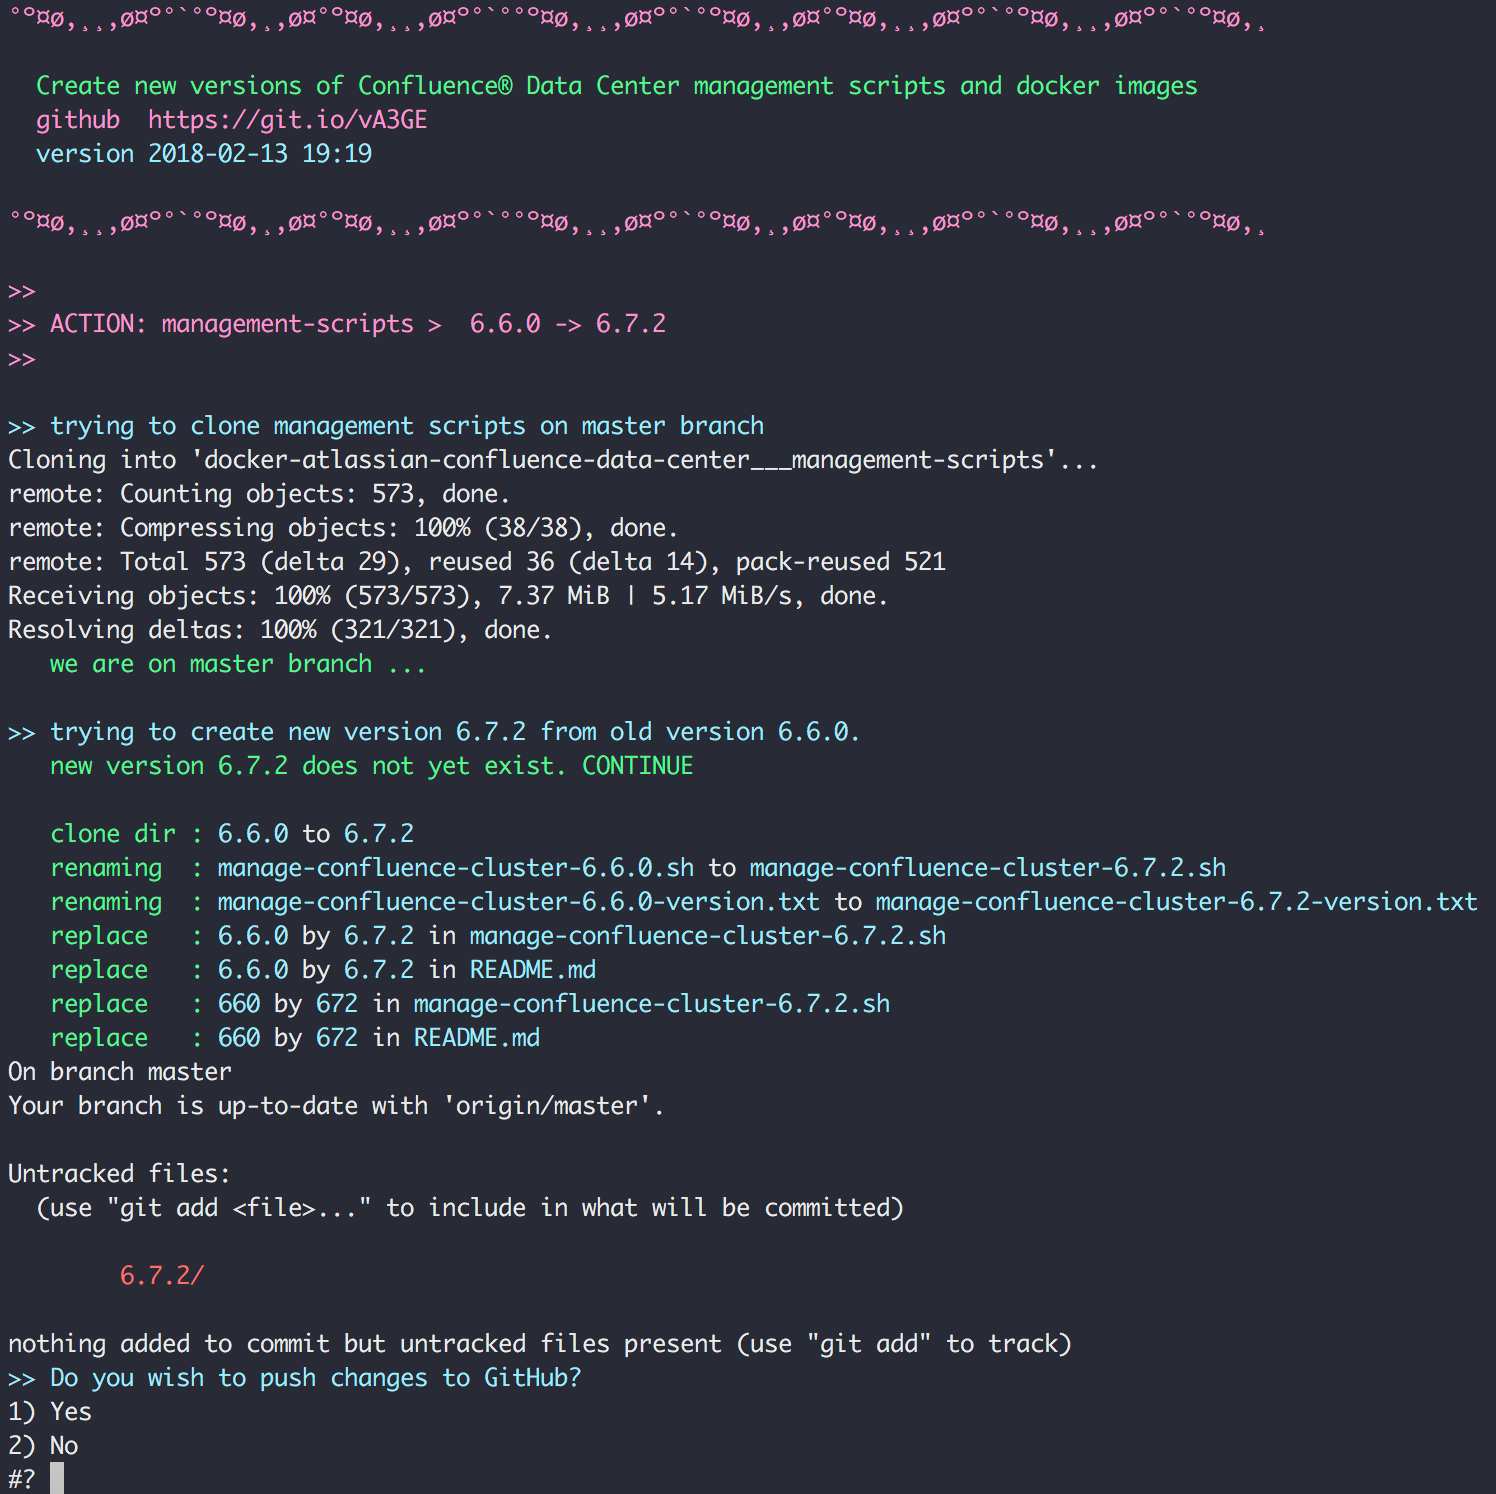 °º¤ø,¸¸,ø¤º°`°º¤ø,¸,ø¤°º¤ø,¸¸,ø¤º°`°°º¤ø,¸¸,ø¤º°`°º¤ø,¸,ø¤°º¤ø,¸¸,ø¤º°`°º¤ø,¸¸,ø¤º°`°º¤ø,¸
Create new versions of Confluence® Data Center management scripts and docker images
github  https://git.io/vA3GE
version 2018-02-13 19:19
°º¤ø,¸¸,ø¤º°`°º¤ø,¸,ø¤°º¤ø,¸¸,ø¤º°`°°º¤ø,¸¸,ø¤º°`°º¤ø,¸,ø¤°º¤ø,¸¸,ø¤º°`°º¤ø,¸¸,ø¤º°`°º¤ø,¸
>>
>> ACTION: management-scripts >  6.6.0 -> 6.7.2
>>
>> trying to clone management scripts on master branch
Cloning into 'docker-atlassian-confluence-data-center___management-scripts'...
remote: Counting objects: 573, done.
remote: Compressing objects: 100% (38/38), done.
remote: Total 573 (delta 29), reused 36 (delta 14), pack-reused 521
Receiving objects: 100% (573/573), 7.37 MiB | 5.17 MiB/s, done.
Resolving deltas: 100% (321/321), done.
we are on master branch ...
>> trying to create new version 6.7.2 from old version 6.6.0.
new version 6.7.2 does not yet exist. CONTINUE
clone dir : 6.6.0 to 6.7.2
renaming  : manage-confluence-cluster-6.6.0.sh to manage-confluence-cluster-6.7.2.sh
renaming  : manage-confluence-cluster-6.6.0-version.txt to manage-confluence-cluster-6.7.2-version.txt
replace   : 6.6.0 by 6.7.2 in manage-confluence-cluster-6.7.2.sh
replace   : 6.6.0 by 6.7.2 in README.md
replace   : 660 by 672 in manage-confluence-cluster-6.7.2.sh
replace   : 660 by 672 in README.md
On branch master
Your branch is up-to-date with 'origin/master'.
Untracked files:
(use "git add <file>..." to include in what will be committed)
6.7.2/
nothing added to commit but untracked files present (use "git add" to track)
>> Do you wish to push changes to GitHub?
1) Yes
2) No
#?